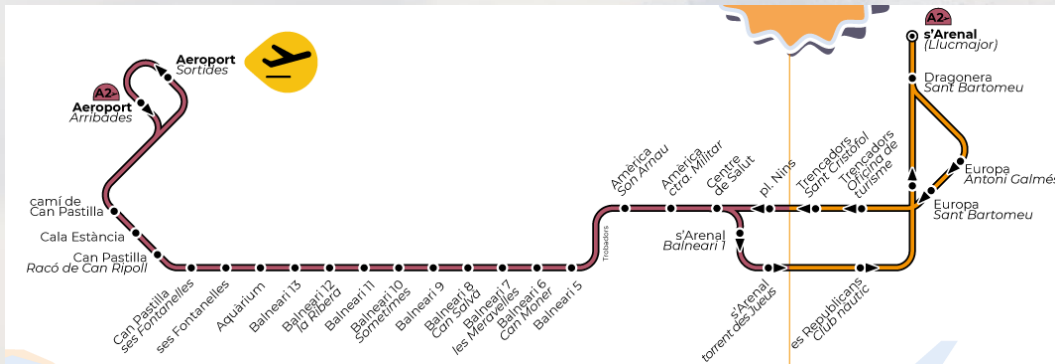 Aeroport
Sortides
A2
Aeroport
Arribades
camí de
Can Pastilla
Cala Estància
Can Pastilla
Racó de Can Ripoll
Can Pastilla
ses Fontanelles
ses Fontanelles
Aquàrium
Balneari 13
Balneari 12
la Ribera
Balneari 11
Balneari 10
Sometimes
Balneari 9
Balneari 8
Can Salvà
Balneari 7
les Meravelles
Balneari 6
Can Moner
Balneari 5
Trobadors
Amèrica
Son Arnau
Amèrica
ctra. Militar
Centre
de Salut
pl. Nins
Trencadors
Sant Cristòfol
Trencadors
Oficina de
turisme
s'Arenal
Balneari 1
s'Arenal
torrent des Jueus
es Republicans
Club nàutic
A2
s'Arenal
(Llucmajor)
Dragonera
Sant Bartomeu
Europa
Antoni Galmés
Europa
Sant Bartomeu